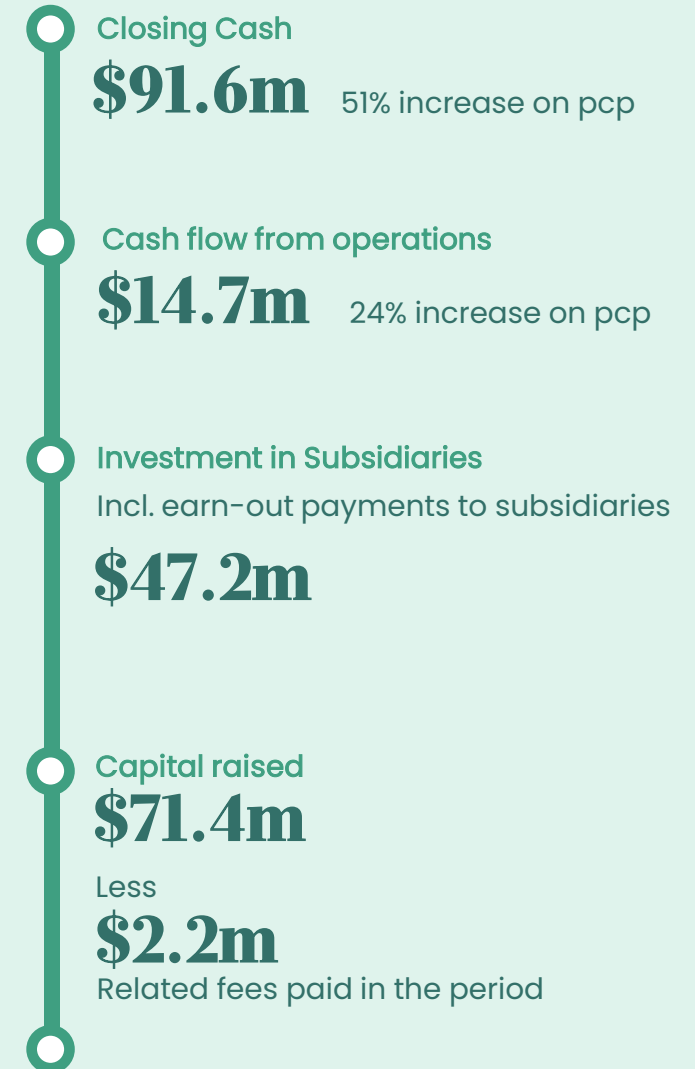 Closing Cash
$91.6m 51% increase on pcp
Cash flow from operations
$14.7m 24% increase on pcp
Investment in Subsidiaries
Incl. earn-out payments to subsidiaries
$47.2m
Capital raised
$71.4m
Less
$2.2m
Related fees paid in the period